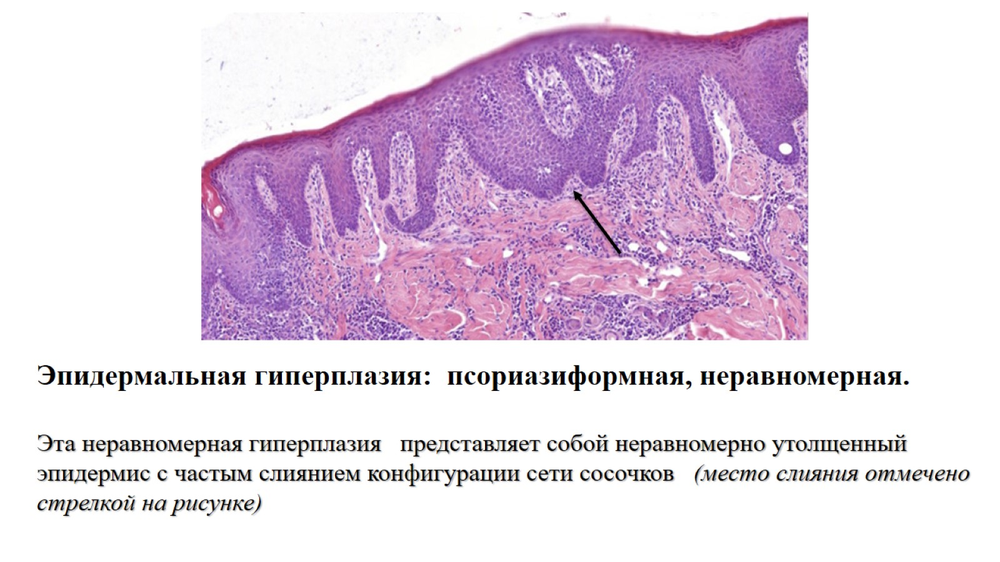 Эпидермальная гиперплазия: псориазиформная, неравномерная.
Эта неравномерная гиперплазия представляет собой неравномерно утолщенный
эпидермис с частым слиянием конфигурации сети сосочков (место слияния отмечено
стрелкой на рисунке)